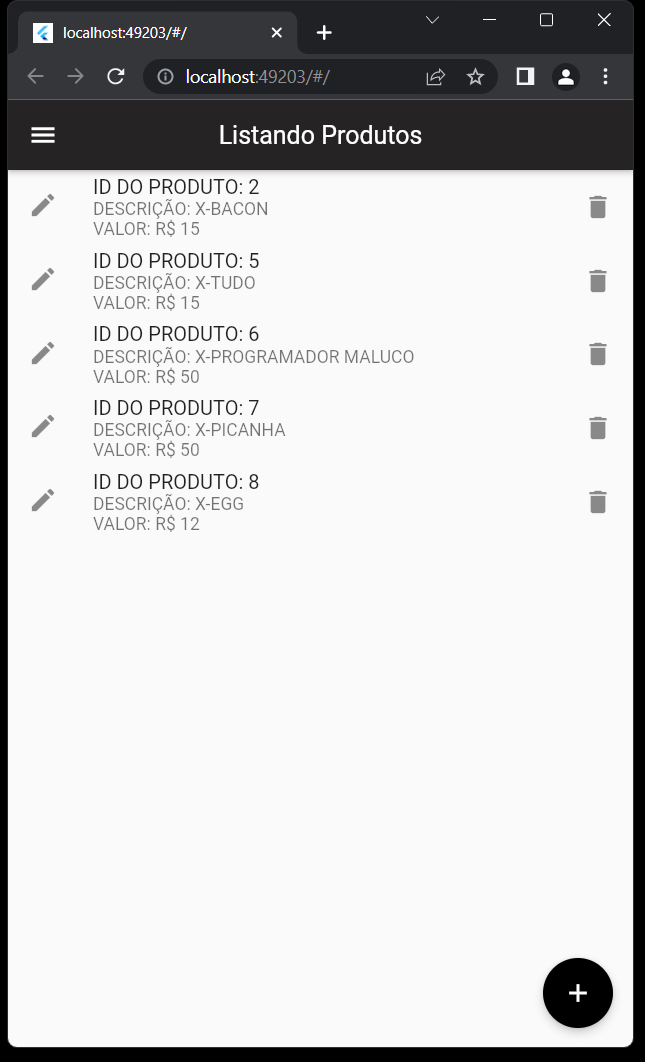 localhost:49203/#/
localhost:49203/#/
Listando Produtos
ID DO PRODUTO: 2
DESCRIÇÃO: X-BACON
VALOR: R$ 15
ID DO PRODUTO: 5
DESCRIÇÃO: X-TUDO
VALOR: R$ 15
ID DO PRODUTO: 6
DESCRIÇÃO: X-PROGRAMADOR MALUCO
VALOR: R$ 50
ID DO PRODUTO: 7
DESCRIÇÃO: X-PICANHA
VALOR: R$ 50
ID DO PRODUTO: 8
DESCRIÇÃO: X-EGG
VALOR: R$ 12